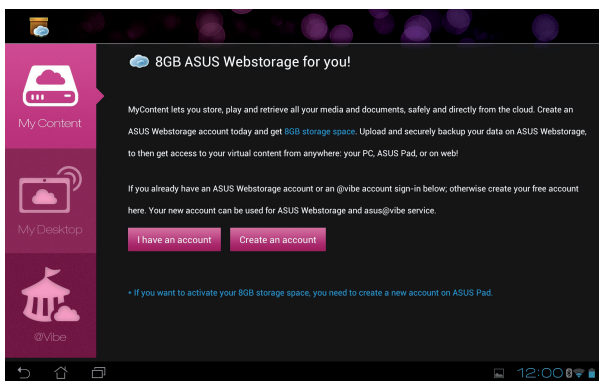 8GB ASUS Webstorage for you!
My Content
MyContent lets you store, play and retrieve all your media and documents, safely and directly from the cloud. Create an
ASUS Webstorage account today and get 8GB storage space. Upload and securely backup your data on ASUS Webstorage,
to then get access to your virtual content from anywhere: your PC, ASUS Pad, or on web!
My Desktop
If you already have an ASUS Webstorage account or an @vibe account sign-in below; otherwise create your free account
here. Your new account can be used for ASUS Webstorage and asus@vibe service.
I have an account
Create an account
@Vibe
* If you want to activate your 8GB storage space, you need to create a new account on ASUS Pad.
12:00